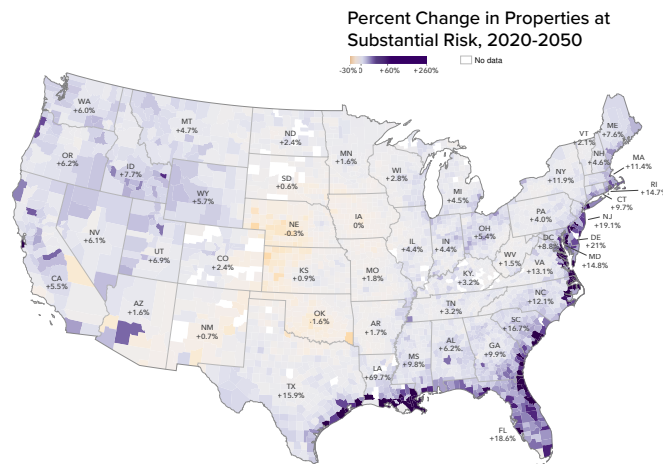 Percent Change in Properties at
Substantial Risk, 2020-2050
-30% 0 +60% +260%
No data
WA
+6.0%
OR
+6.2%
CA
+5.5%
NV
+6.1%
ID
+7.7%
MT
+4.7%
WY
+5.7%
UT
+6.9%
AZ
+1.6%
CO
+2.4%
NM
+0.7%
ND
+2.4%
SD
+0.6%
NE
-0.3%
KS
+0.9%
OK
-1.6%
TX
+15.9%
MN
+1.6%
IA
0%
MO
+1.8%
AR
+1.7%
LA
+69.7%
WI
+2.8%
IL
+4.4%
MI
+4.5%
IN
+4.4%
OH
+5.4%
KY
+3.2%
TN
+3.2%
MS
+9.8%
AL
+6.2%
GA
+9.9%
FL
+18.6%
SC
+16.7%
NC
+12.1%
VA
+13.1%
WV
+1.5%
DC
+8.8%
PA
+4.0%
NY
+11.9%
VT
+2.1%
NH
+4.6%
ME
+7.6%
MA
+11.4%
RI
+14.7%
CT
+9.7%
NJ
+19.1%
DE
+21%
MD
+14.8%